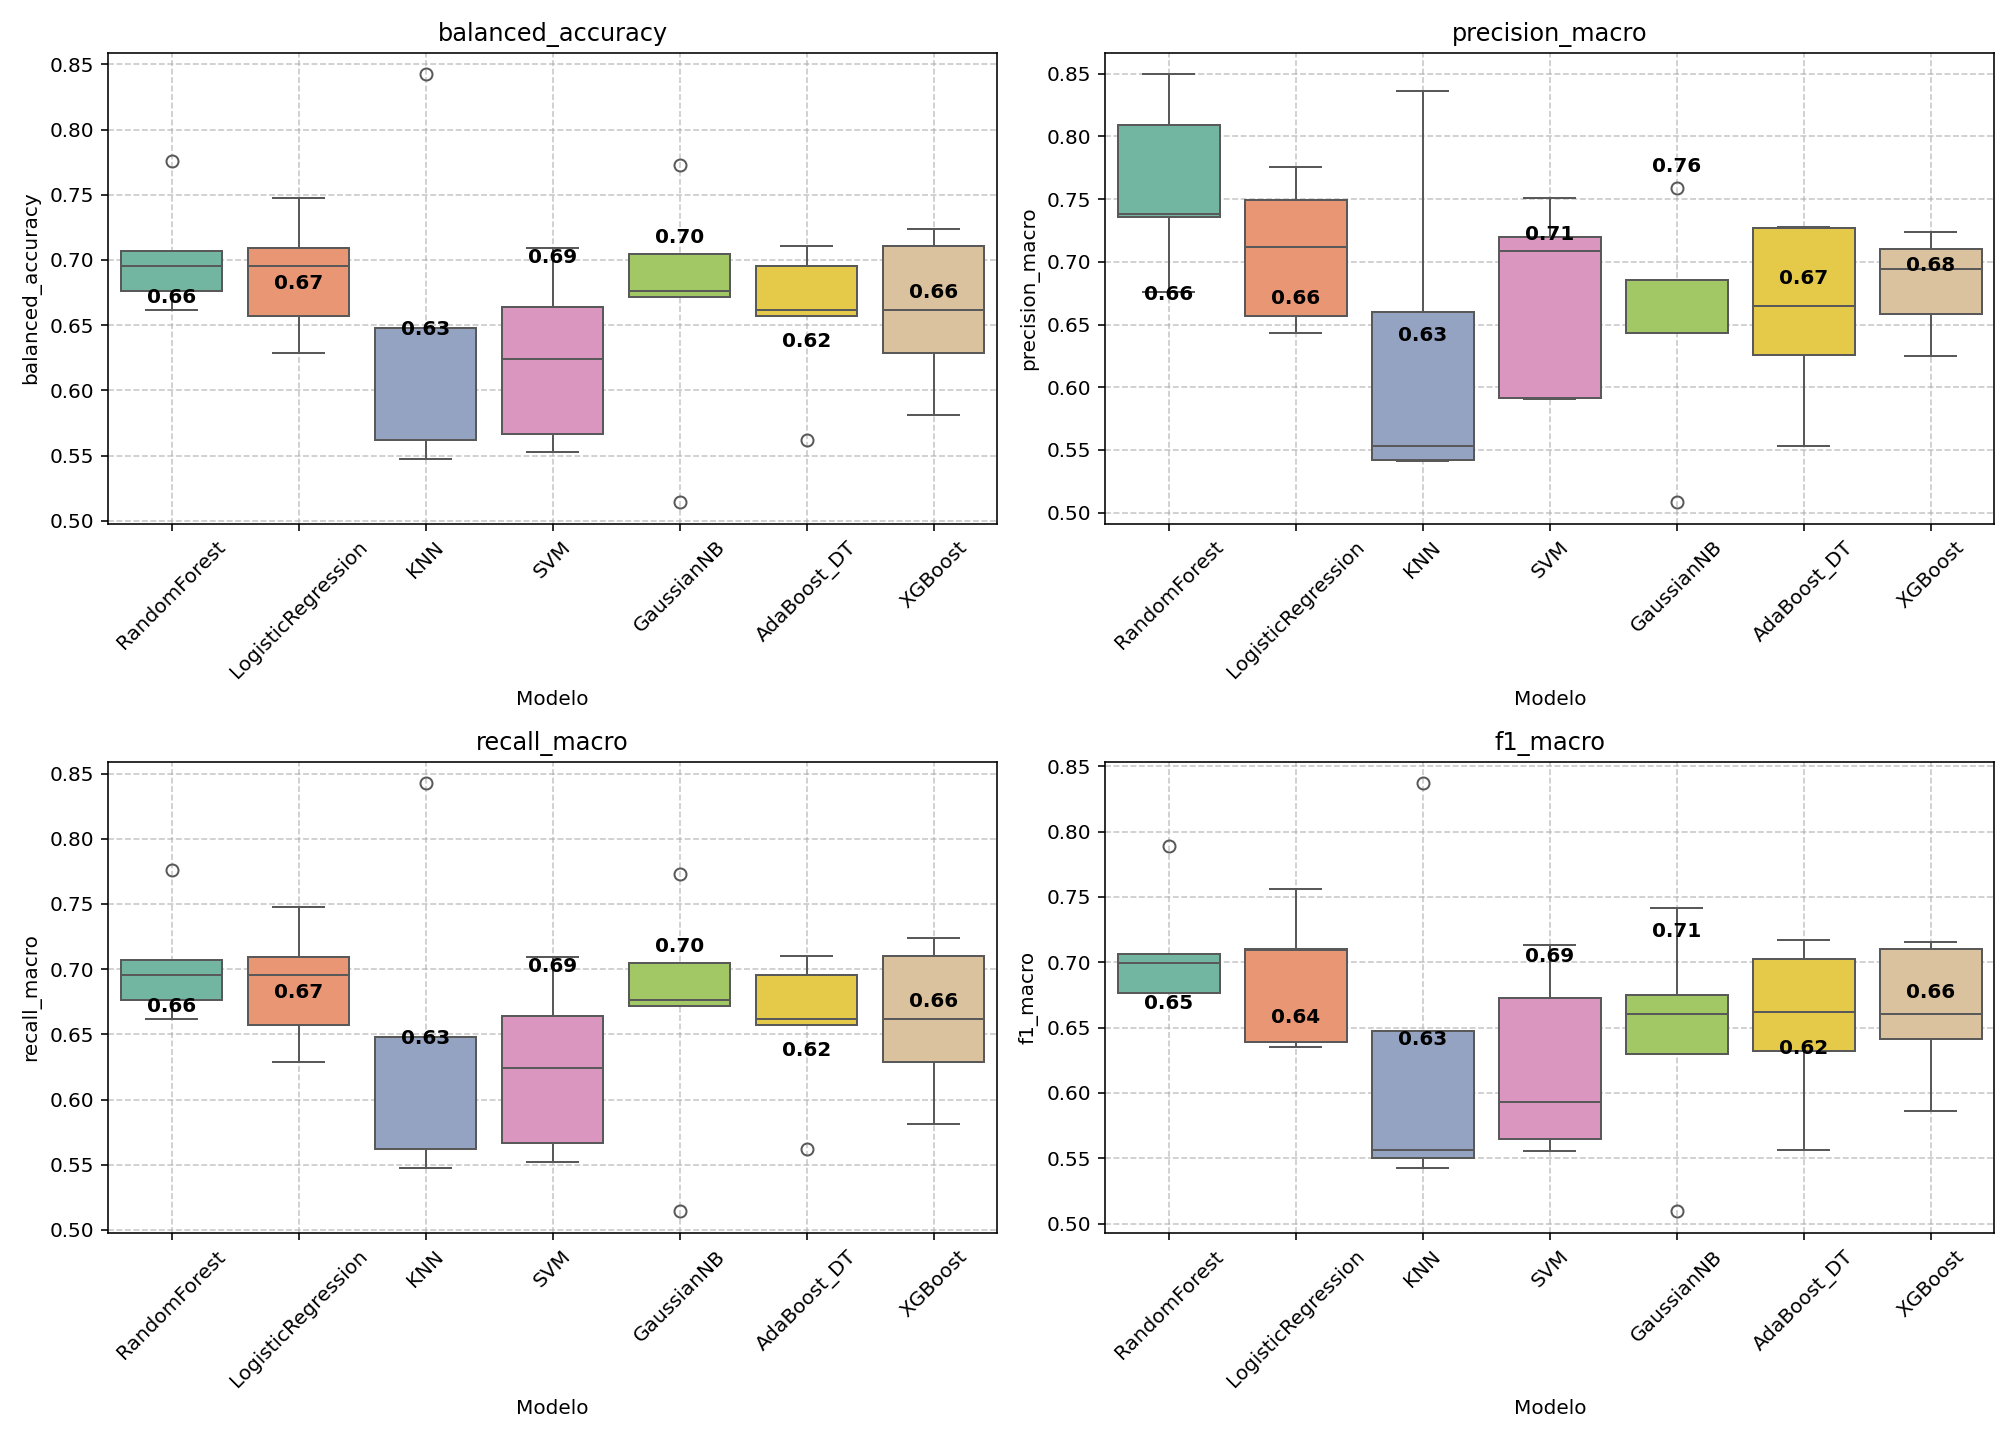 balanced_accuracy
balanced_accuracy
0.85
0.80
0.75
0.70
0.65
0.60
0.55
0.50
0.66
0.67
0.63
0.69
0.70
0.62
0.66
RandomForest
LogisticRegression
KNN
SVM
GaussianNB
AdaBoost_DT
XGBoost
Modelo
precision_macro
precision_macro
0.85
0.80
0.75
0.70
0.65
0.60
0.55
0.50
0.66
0.66
0.63
0.71
0.76
0.67
0.68
RandomForest
LogisticRegression
KNN
SVM
GaussianNB
AdaBoost_DT
XGBoost
Modelo
recall_macro
recall_macro
0.85
0.80
0.75
0.70
0.65
0.60
0.55
0.50
0.66
0.67
0.63
0.69
0.70
0.62
0.66
RandomForest
LogisticRegression
KNN
SVM
GaussianNB
AdaBoost_DT
XGBoost
Modelo
f1_macro
f1_macro
0.85
0.80
0.75
0.70
0.65
0.60
0.55
0.50
0.65
0.64
0.63
0.69
0.71
0.62
0.66
RandomForest
LogisticRegression
KNN
SVM
GaussianNB
AdaBoost_DT
XGBoost
Modelo